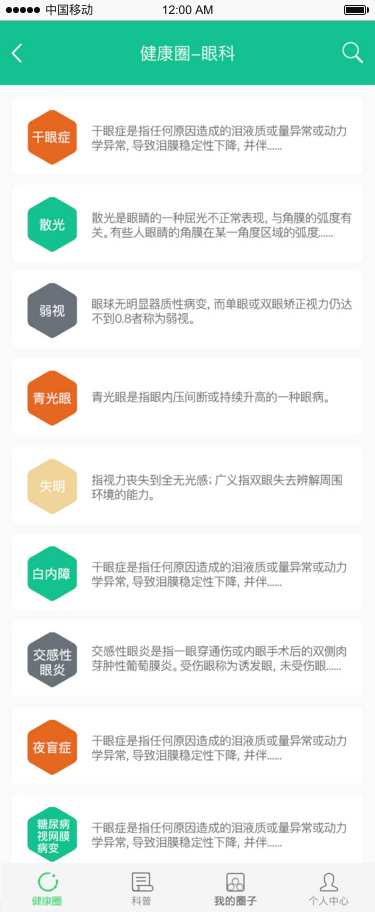 中国移动 12:00 AM
健康圈-眼科
干眼症
干眼症是指任何原因造成的泪液质或量异常或动力
学异常, 导致泪膜稳定性下降, 并伴......
散光
散光是眼睛的一种屈光不正常表现, 与角膜的弧度有
关。有些人眼睛的角膜在某一角度区域的弧度......
弱视
眼球无明显器质性病变, 而单眼或双眼矫正视力仍达
不到0.8者称为弱视。
青光眼
青光眼是指眼内压间断或持续升高的一种眼病。
失明
指视力丧失到全无光感; 广义指双眼失去辨解周围
环境的能力。
白内障
干眼症是指任何原因造成的泪液质或量异常或动力
学异常, 导致泪膜稳定性下降, 并伴......
交感性
眼炎
交感性眼炎是指一眼穿通伤或内眼手术后的双侧肉
芽肿性葡萄膜炎。受伤眼称为诱发眼, 未受伤眼......
夜盲症
干眼症是指任何原因造成的泪液质或量异常或动力
学异常, 导致泪膜稳定性下降, 并伴......
糖尿病
视网膜
病变
干眼症是指任何原因造成的泪液质或量异常或动力
学异常, 导致泪膜稳定性下降, 并伴......
健康圈 科普 我的圈子 个人中心